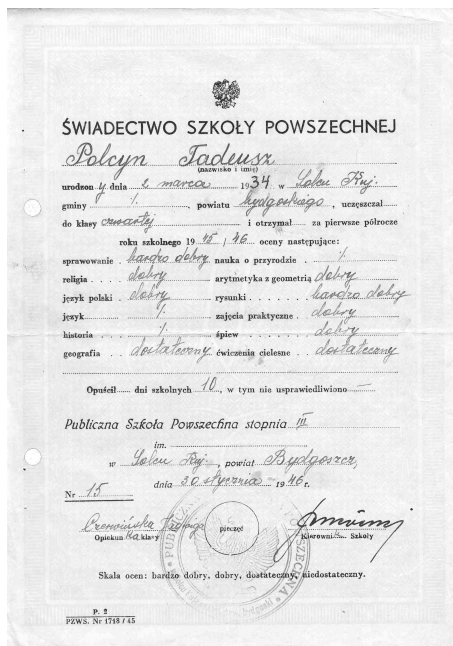 ŚWIADECTWO SZKOŁY POWSZECHNEJ
Polcyn Tadeusz
(nazwisko i imię)
urodzony dnia 2 marca 1934 w Solcu Kuj.
gminy ·/., powiatu bydgoskiego, uczęszczał
do klasy czwartej i otrzymał za pierwsze półrocze
roku szkolnego 1945/46 oceny następujące:
sprawowanie bardzo dobry nauka o przyrodzie ·/.
religia dobry arytmetyka z geometrią dobry
język polski dobry rysunki bardzo dobry
język ·/. zajęcia praktyczne dobry
historia ·/. śpiew dobry
geografia dostateczny ćwiczenia cielesne dostateczny
Opuścił dni szkolnych 10, w tym nie usprawiedliwiono —
Publiczna Szkoła Powszechna stopnia III
im.
w Solcu Kuj., powiat Bydgoszcz,
dnia 30 stycznia 1946 r.
Nr 15
Czerwińska Jadwiga
pieczęć
Opiekunka klasy Kierownik Szkoły
Skala ocen: bardzo dobry, dobry, dostateczny, niedostateczny.
P. 2
PZWS. Nr 1718/45